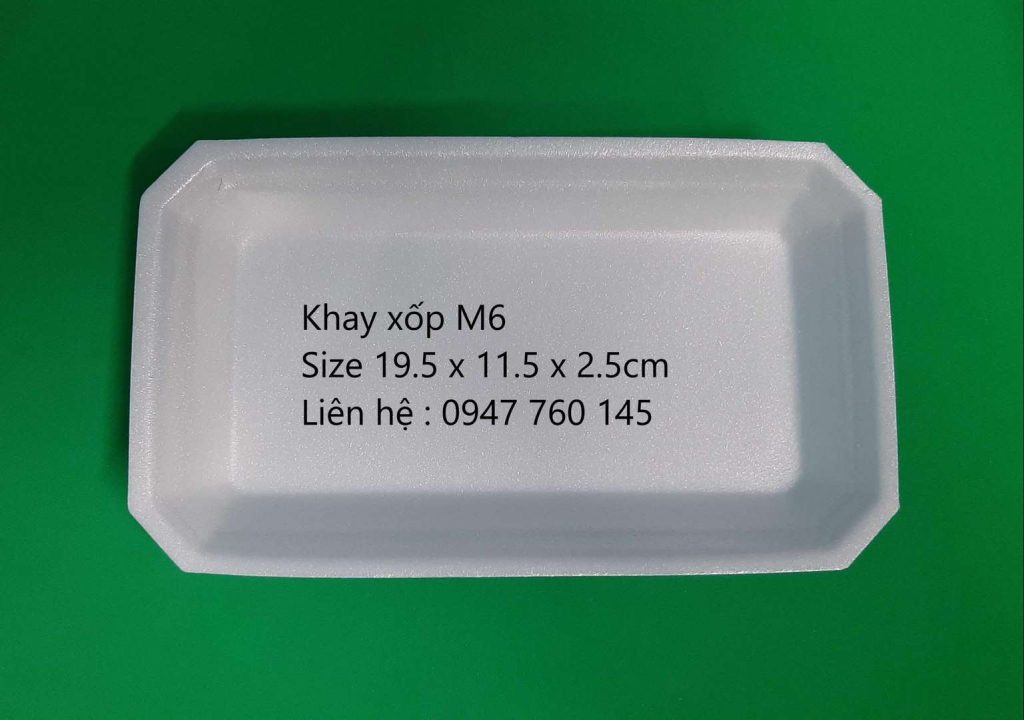 Khay xốp M6
Size 19.5 x 11.5 x 2.5cm
Liên hệ : 0947 760 145